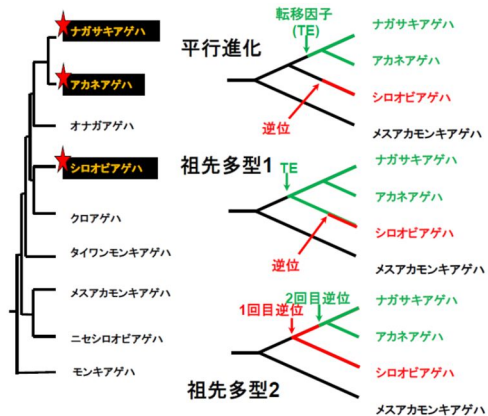 ナガサキアゲハ
アカネアゲハ
オナガアゲハ
シロオビアゲハ
クロアゲハ
タイワンモンキアゲハ
メスアカモンキアゲハ
ニセシロオビアゲハ
モンキアゲハ
平行進化
転移因子
(TE)
逆位
ナガサキアゲハ
アカネアゲハ
シロオビアゲハ
メスアカモンキアゲハ
祖先多型1
TE
逆位
ナガサキアゲハ
アカネアゲハ
シロオビアゲハ
メスアカモンキアゲハ
祖先多型2
1回目逆位
2回目逆位
ナガサキアゲハ
アカネアゲハ
シロオビアゲハ
メスアカモンキアゲハ